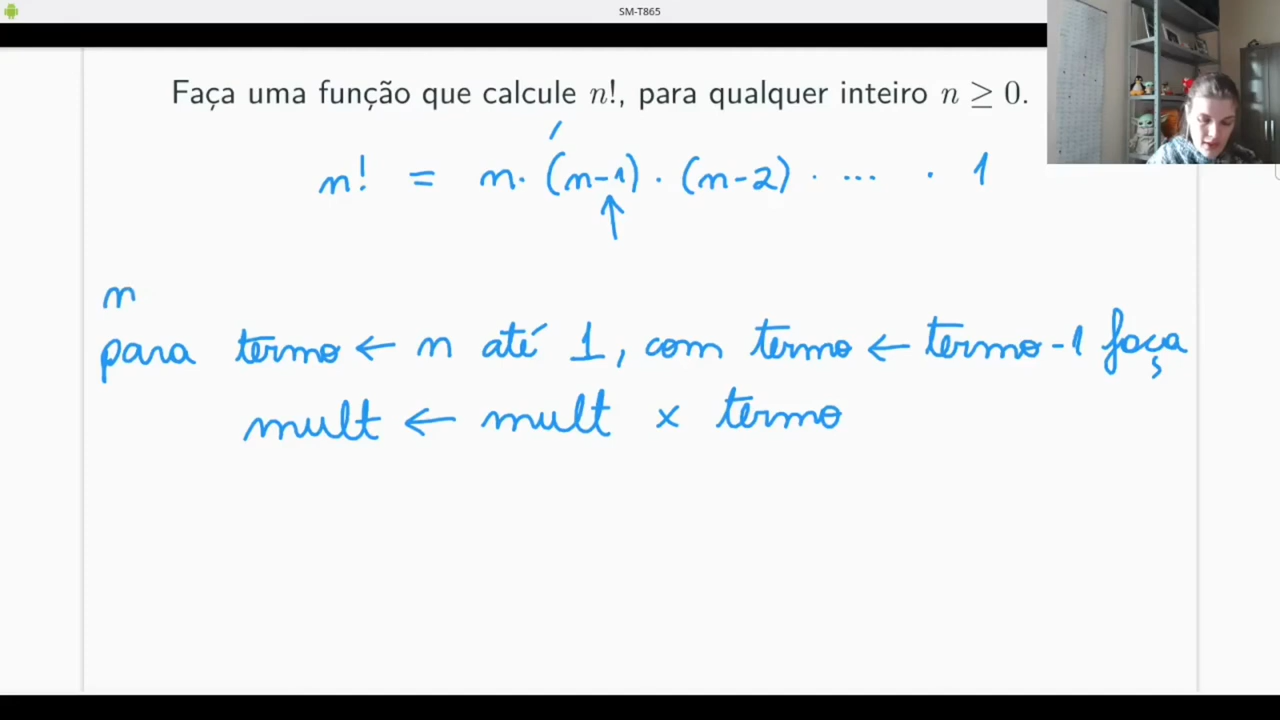 SM-T865
Faça uma função que calcule n!, para qualquer inteiro n ≥ 0.
n! = n · (n-1) · (n-2) · ... · 1
n
para termo ← n até 1, com termo ← termo-1 faça
mult ← mult x termo